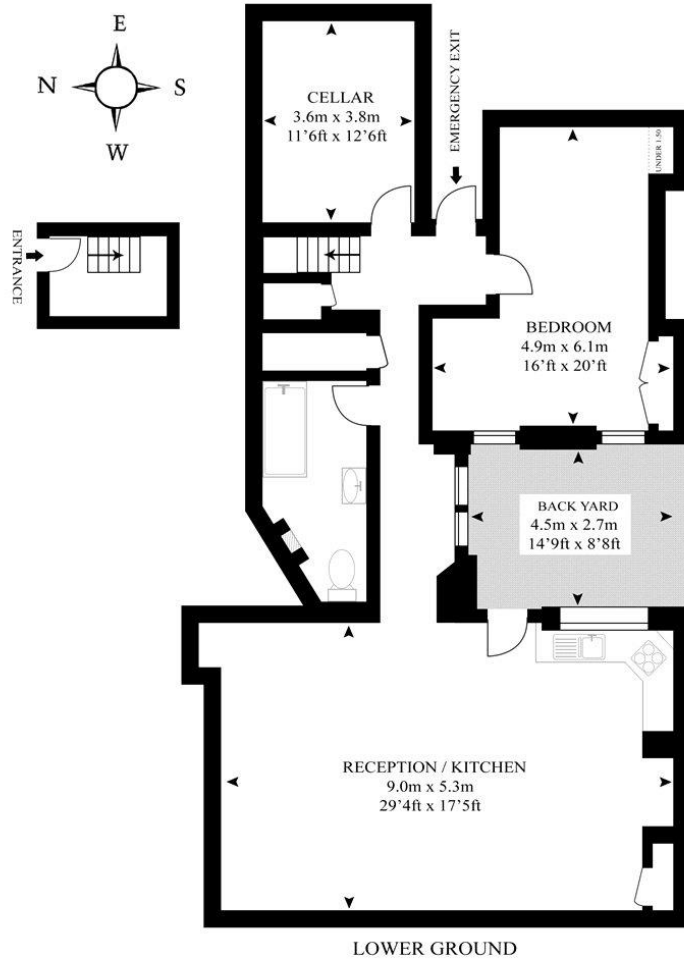 E
N
S
W
ENTRANCE
CELLAR
3.6m x 3.8m
11'6ft x 12'6ft
EMERGENCY EXIT
UNDER 1.50
BEDROOM
4.9m x 6.1m
16'ft x 20'ft
BACK YARD
4.5m x 2.7m
14'9ft x 8'8ft
RECEPTION / KITCHEN
9.0m x 5.3m
29'4ft x 17'5ft
LOWER GROUND